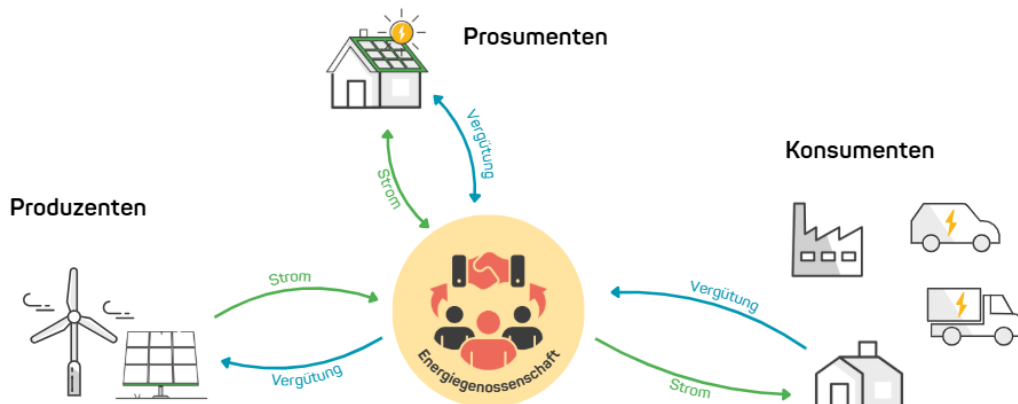 Prosumenten
Vergütung
Strom
Konsumenten
Produzenten
Strom
Vergütung
Energiegenossenschaft
Vergütung
Strom